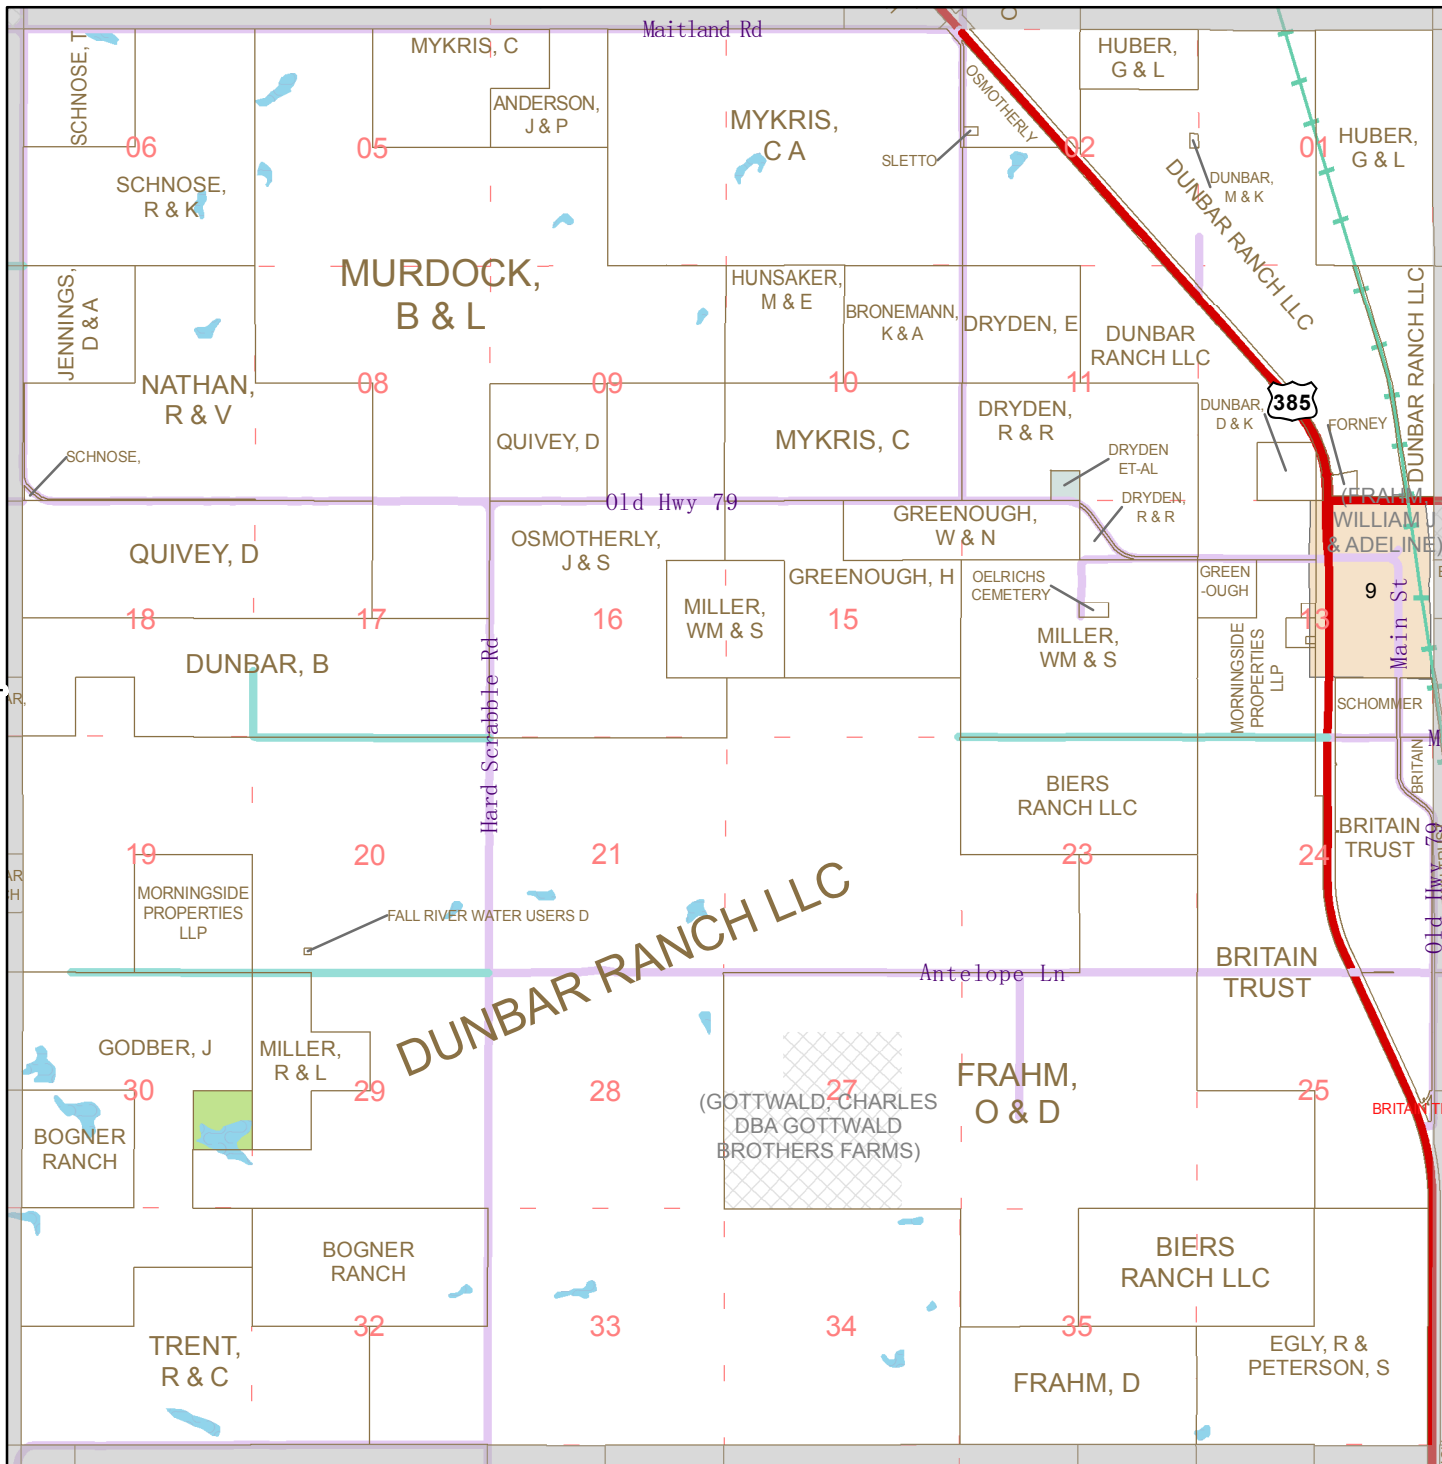 Maitland Rd
SCHNOSE, T
MYKRIS, C
ANDERSON,
J & P
MYKRIS,
C A
OSMOTHERLY
HUBER,
G & L
HUBER,
G & L
SLETTO
06
05
02
01
SCHNOSE,
R & K
DUNBAR,
M & K
DUNBAR RANCH LLC
JENNINGS,
D & A
MURDOCK,
B & L
HUNSAKER,
M & E
BRONEMANN,
K & A
DRYDEN, E
DUNBAR
RANCH LLC
DUNBAR RANCH LLC
NATHAN,
R & V
08
09
10
11
385
DUNBAR,
D & K
FORNEY
SCHNOSE,
QUIVEY, D
MYKRIS, C
DRYDEN,
R & R
DRYDEN
ET-AL
DRYDEN,
R & R
Old Hwy 79
(FRAHM,
WILLIAM J
& ADELINE)
QUIVEY, D
OSMOTHERLY,
J & S
GREENOUGH,
W & N
GREENOUGH, H
OELRICHS
CEMETERY
GREEN
-OUGH
9
Main St
18
17
16
15
13
MILLER,
WM & S
MILLER,
WM & S
MORNINGSIDE
PROPERTIES
LLP
DUNBAR, B
Hard Scrabble Rd
AR,
SCHOMMER
M
BRITAIN
BIERS
RANCH LLC
BRITAIN
TRUST
Old Hwy 79
19
20
21
23
24
AR
H
MORNINGSIDE
PROPERTIES
LLP
FALL RIVER WATER USERS D
DUNBAR RANCH LLC
BRITAIN
TRUST
Antelope Ln
GODBER, J
MILLER,
R & L
30
29
28
27
25
FRAHM,
O & D
(GOTTWALD, CHARLES
DBA GOTTWALD
BROTHERS FARMS)
BRITAIN T
BOGNER
RANCH
BOGNER
RANCH
BIERS
RANCH LLC
32
33
34
35
TRENT,
R & C
FRAHM, D
EGLY, R &
PETERSON, S